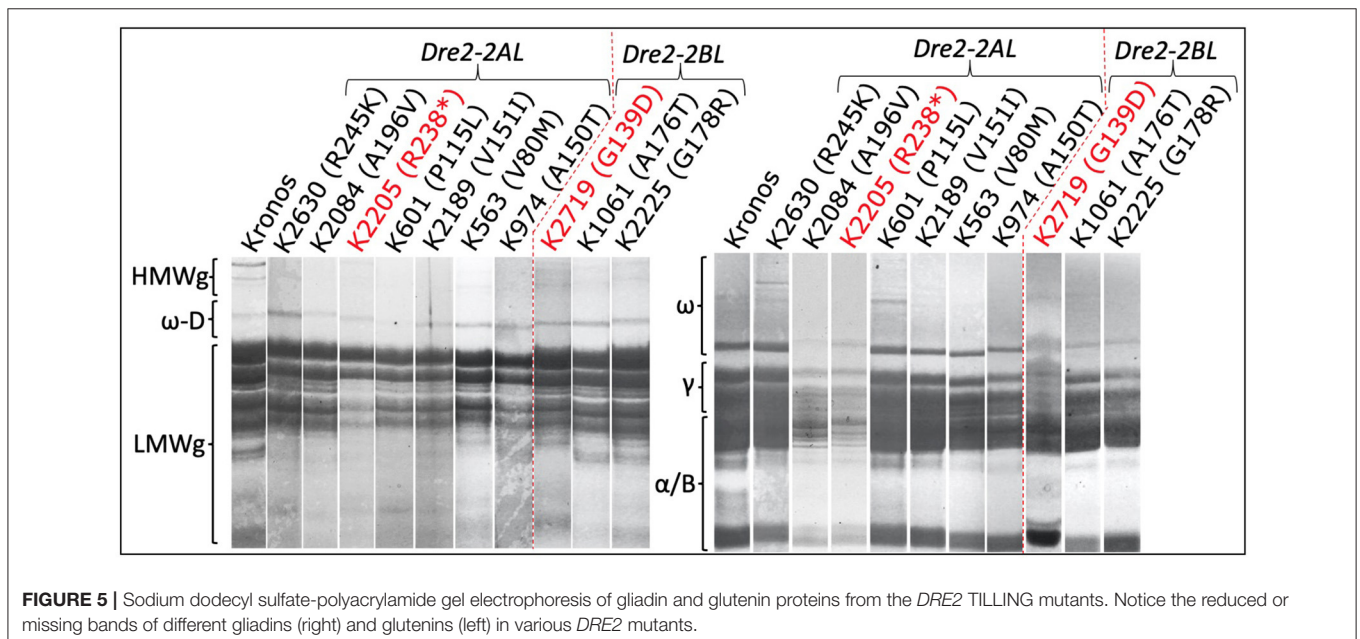 Dre2-2AL
Dre2-2BL
Kronos
K2630 (R245K)
K2084 (A196V)
K2205 (R238*)
K601 (P115L)
K2189 (V151I)
K563 (V80M)
K974 (A150T)
K2719 (G139D)
K1061 (A176T)
K2225 (G178R)
HMWg
ω-D
LMWg
Dre2-2AL
Dre2-2BL
Kronos
K2630 (R245K)
K2084 (A196V)
K2205 (R238*)
K601 (P115L)
K2189 (V151I)
K563 (V80M)
K974 (A150T)
K2719 (G139D)
K1061 (A176T)
K2225 (G178R)
ω
γ
α/B
FIGURE 5 | Sodium dodecyl sulfate-polyacrylamide gel electrophoresis of gliadin and glutenin proteins from the DRE2 TILLING mutants. Notice the reduced or
missing bands of different gliadins (right) and glutenins (left) in various DRE2 mutants.